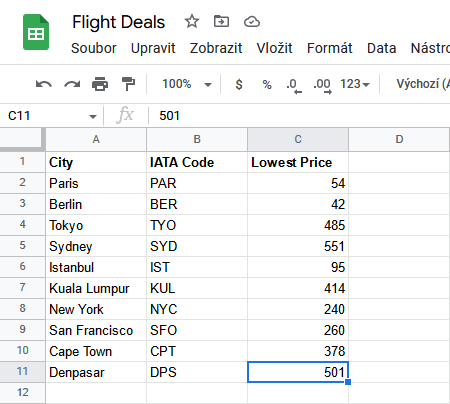 Flight Deals
Soubor Upravit Zobrazit Vložit Formát Data Nástro
100% $ % .0 .00 123 Výchozí (A
C11 fx 501
A B C D
1 City IATA Code Lowest Price
2 Paris PAR 54
3 Berlin BER 42
4 Tokyo TYO 485
5 Sydney SYD 551
6 Istanbul IST 95
7 Kuala Lumpur KUL 414
8 New York NYC 240
9 San Francisco SFO 260
10 Cape Town CPT 378
11 Denpasar DPS 501
12